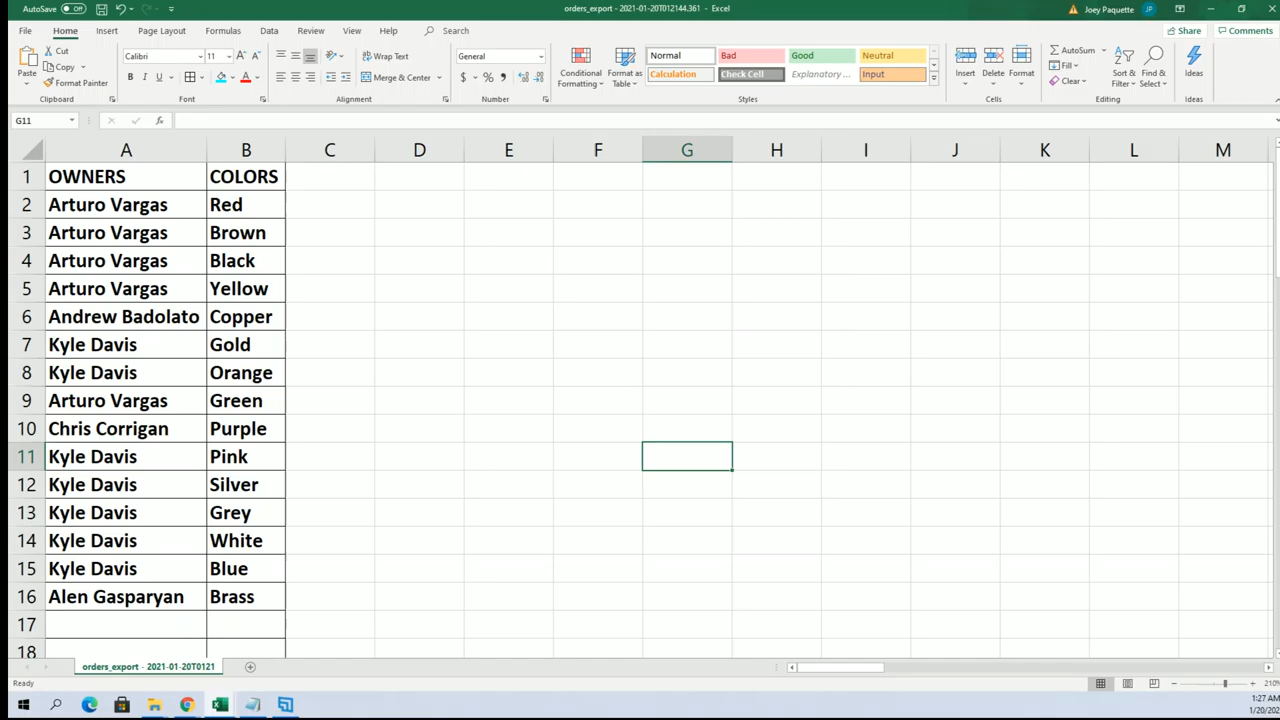 AutoSave Off
orders_export - 2021-01-20T012144.361 - Excel
Joey Paquette JP
File Home Insert Page Layout Formulas Data Review View Help Search Share Comments
Paste Cut Copy Format Painter
Calibri 11 A A
B I U A
Wrap Text
Merge & Center
General
$ % ,
Conditional Formatting
Format as Table
Normal Bad Good Neutral
Calculation Check Cell Explanatory ... Input
Insert Delete Format
AutoSum Fill Clear
Sort & Filter
Find & Select
Ideas
Clipboard Font Alignment Number Styles Cells Editing Ideas
G11 fx
A B C D E F G H I J K L M
1 OWNERS COLORS
2 Arturo Vargas Red
3 Arturo Vargas Brown
4 Arturo Vargas Black
5 Arturo Vargas Yellow
6 Andrew Badolato Copper
7 Kyle Davis Gold
8 Kyle Davis Orange
9 Arturo Vargas Green
10 Chris Corrigan Purple
11 Kyle Davis Pink
12 Kyle Davis Silver
13 Kyle Davis Grey
14 Kyle Davis White
15 Kyle Davis Blue
16 Alen Gasparyan Brass
17
18
orders_export - 2021-01-20T0121
Ready 210%
1:27 AM
1/20/202